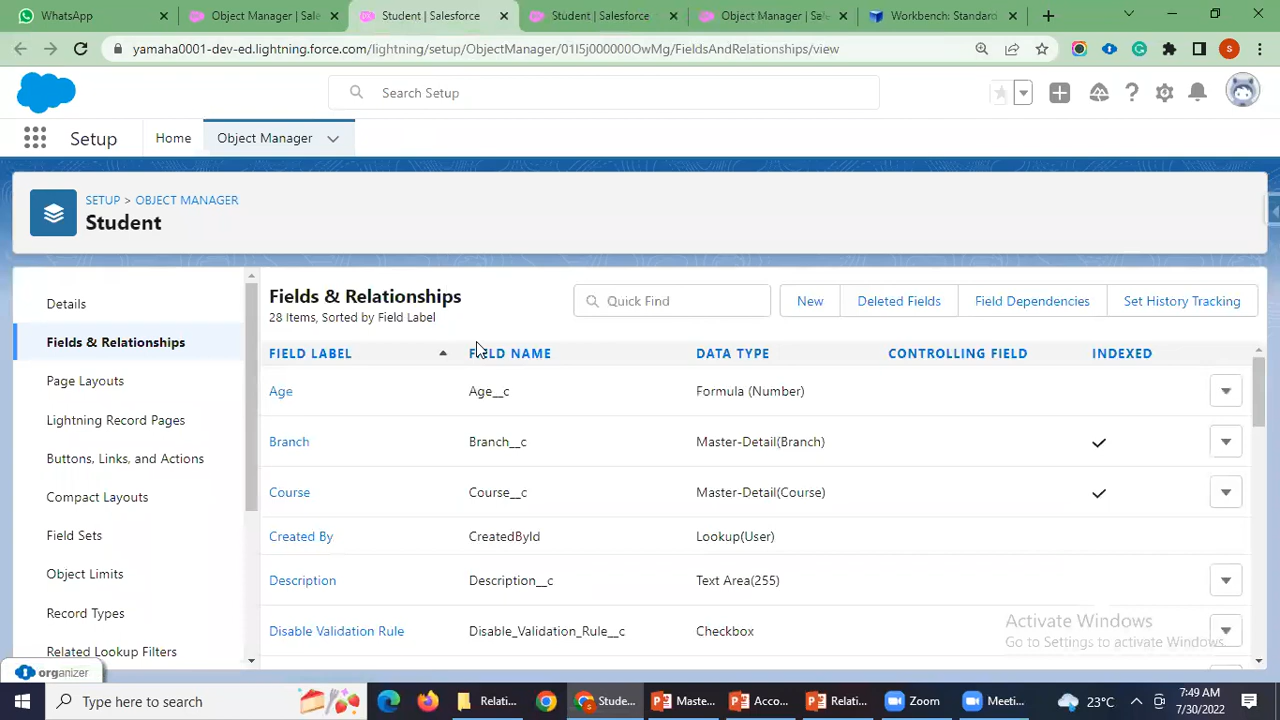 WhatsApp
Object Manager | Sales
Student | Salesforce
Student | Salesforce
Object Manager | Sales
Workbench: Standard
yamaha0001-dev-ed.lightning.force.com/lightning/setup/ObjectManager/01I5j000000OwMg/FieldsAndRelationships/view
S
Search Setup
Setup
Home
Object Manager
SETUP > OBJECT MANAGER
Student
Details
Fields & Relationships
Page Layouts
Lightning Record Pages
Buttons, Links, and Actions
Compact Layouts
Field Sets
Object Limits
Record Types
Related Lookup Filters
Fields & Relationships
28 Items, Sorted by Field Label
Quick Find
New
Deleted Fields
Field Dependencies
Set History Tracking
FIELD LABEL FIELD NAME DATA TYPE CONTROLLING FIELD INDEXED
Age Age__c Formula (Number)
Branch Branch__c Master-Detail(Branch)
Course Course__c Master-Detail(Course)
Created By CreatedById Lookup(User)
Description Description__c Text Area(255)
Disable Validation Rule Disable_Validation_Rule__c Checkbox
Activate Windows
Go to Settings to activate Windows.
organizer
Type here to search
Relati...
Stude...
Maste...
Acco...
Relati...
Zoom
Meeti...
23°C
7:49 AM
7/30/2022